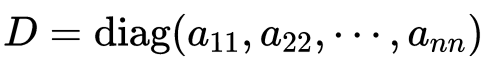 D = diag(a₁₁, a₂₂, ⋯, aₙₙ)